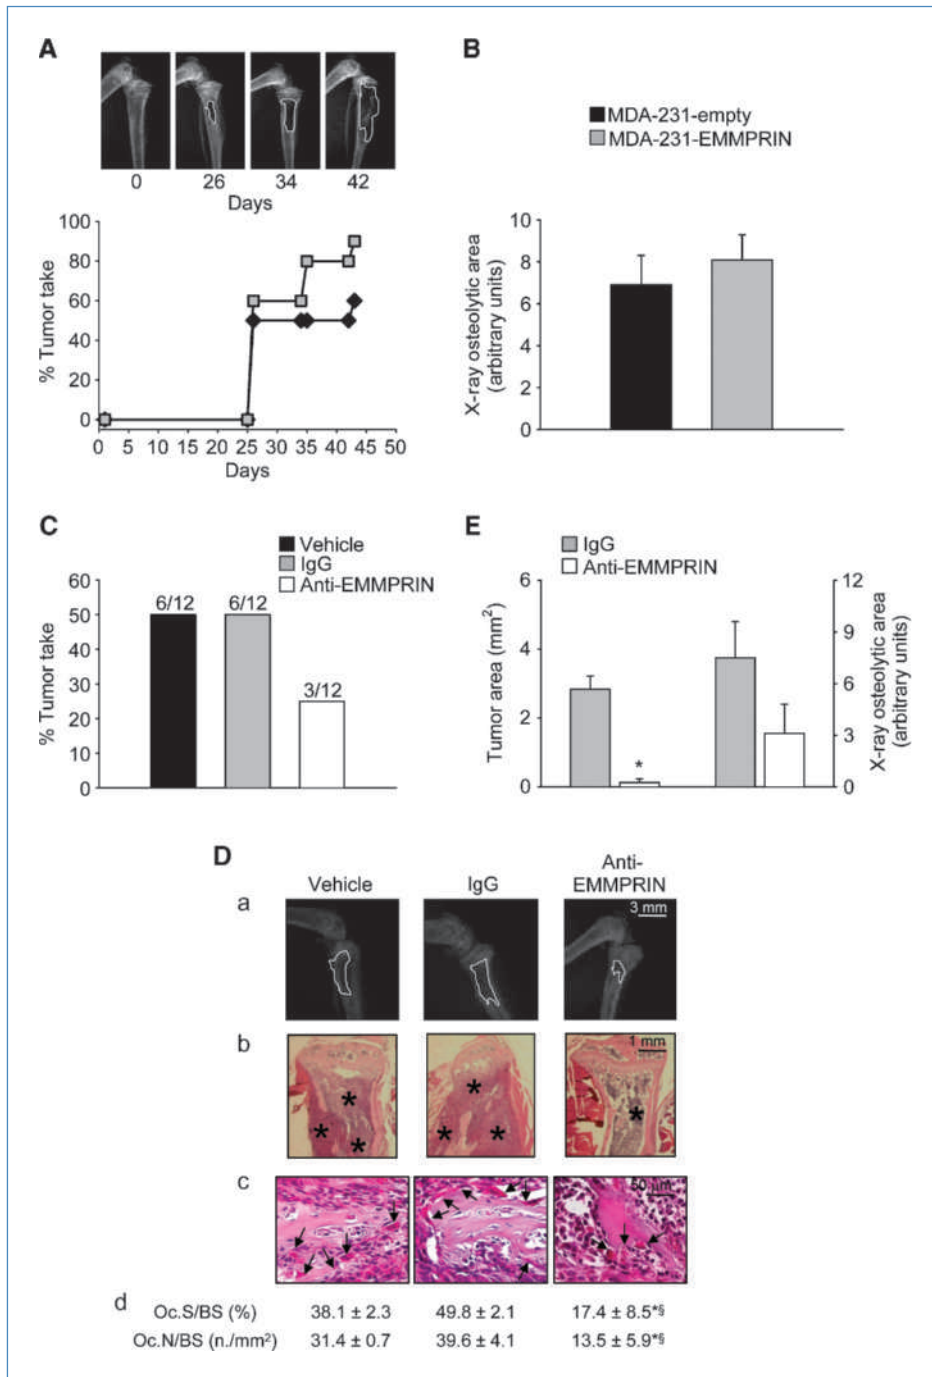 A
0 26 34 42
Days
100
80
60
40
20
0
% Tumor take
0 5 10 15 20 25 30 35 40 45 50
Days
B
MDA-231-empty
MDA-231-EMMPRIN
10
8
6
4
2
0
X-ray osteolytic area
(arbitrary units)
C
Vehicle
IgG
Anti-EMMPRIN
60
50
40
30
20
10
0
% Tumor take
6/12 6/12
3/12
E
IgG
Anti-EMMPRIN
6
4
2
0
Tumor area (mm²)
*
12
9
6
3
0
X-ray osteolytic area
(arbitrary units)
D
Vehicle IgG Anti-
EMMPRIN
a
3 mm
b
1 mm
* * *
* * *
*
c
50 μm
d
Oc.S/BS (%) 38.1 ± 2.3 49.8 ± 2.1 17.4 ± 8.5*§
Oc.N/BS (n./mm²) 31.4 ± 0.7 39.6 ± 4.1 13.5 ± 5.9*§